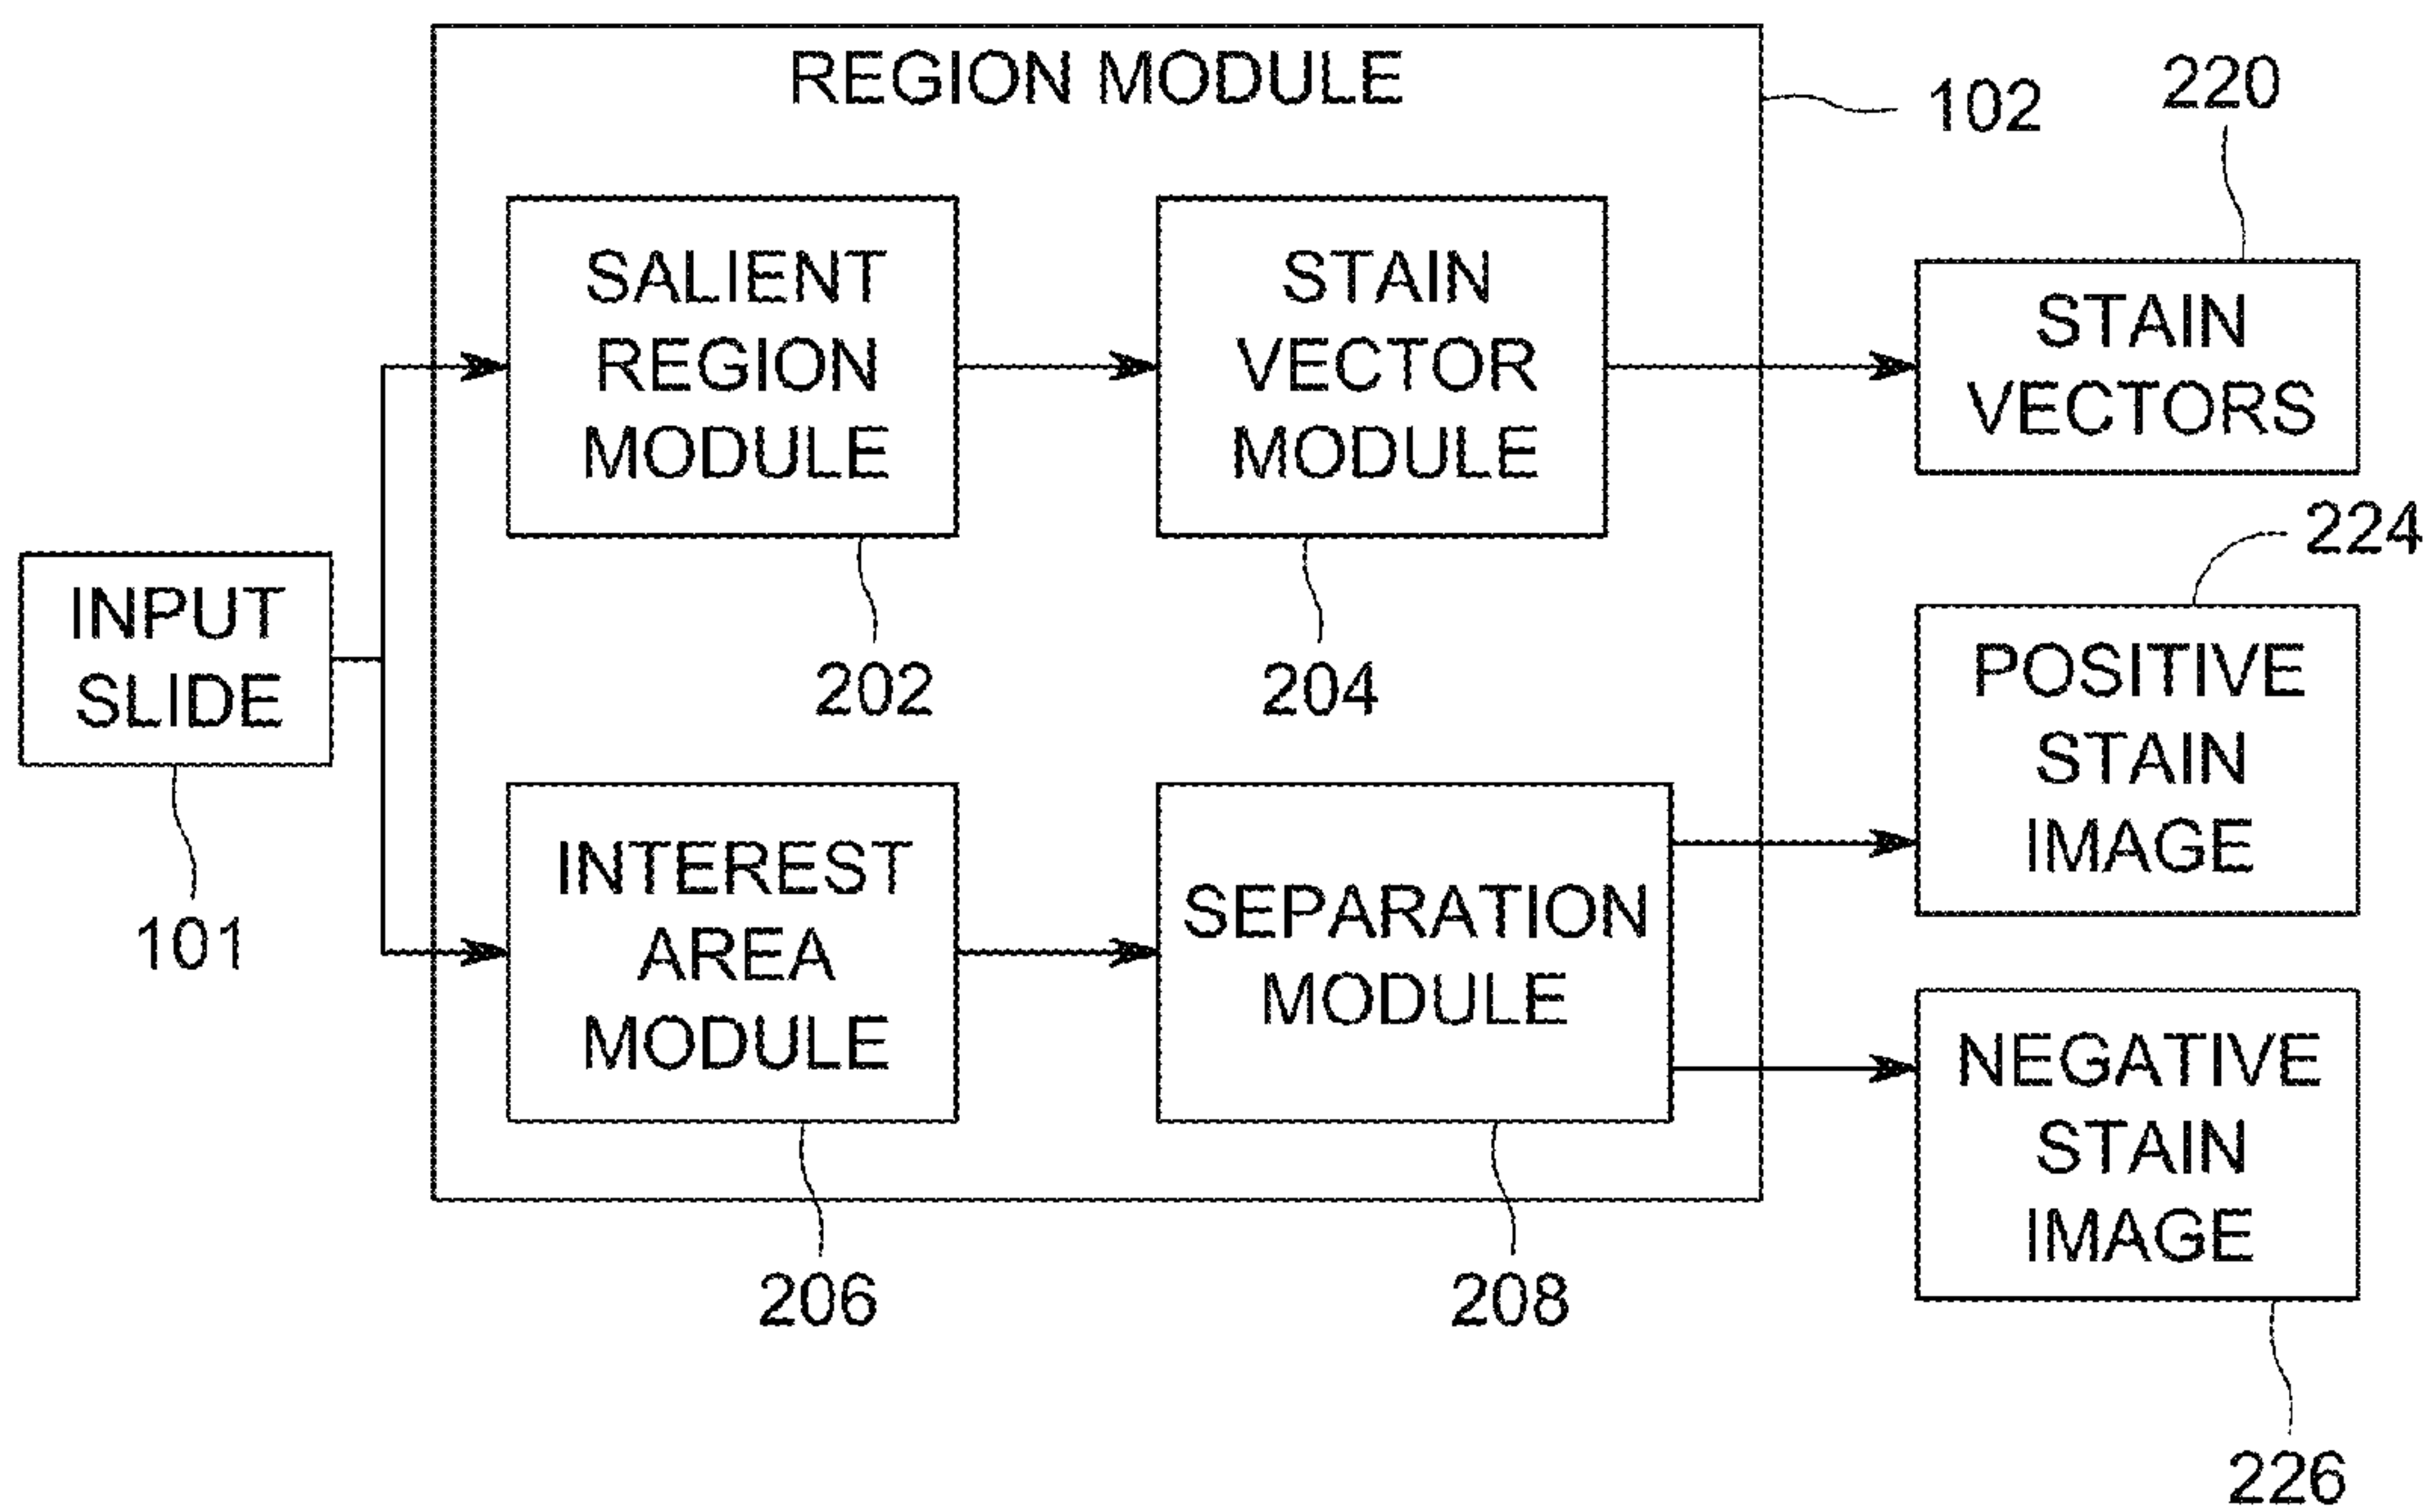 REGION MODULE
102
220
SALIENT
REGION
MODULE
202
STAIN
VECTOR
MODULE
204
STAIN
VECTORS
INPUT
SLIDE
101
224
POSITIVE
STAIN
IMAGE
INTEREST
AREA
MODULE
206
SEPARATION
MODULE
208
NEGATIVE
STAIN
IMAGE
226